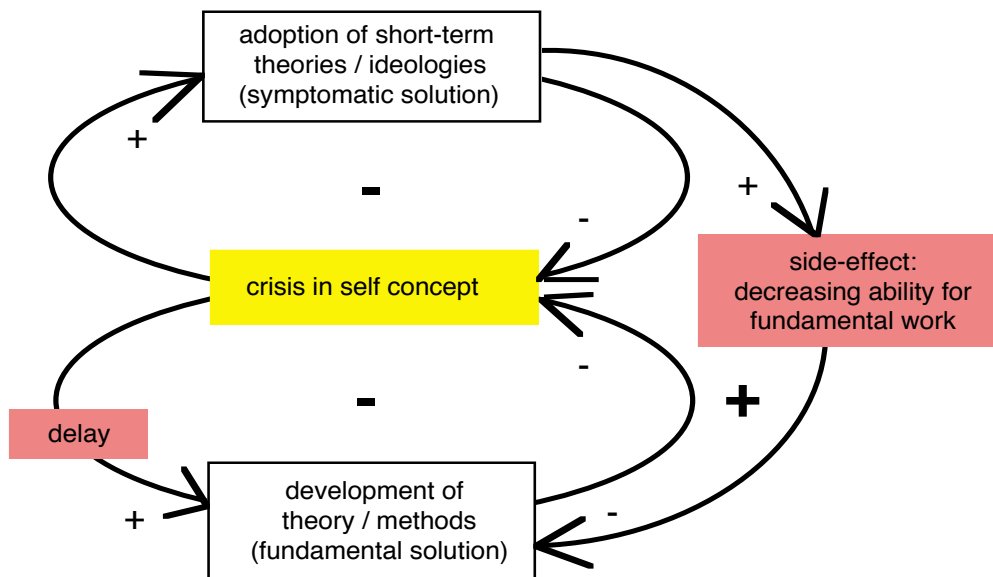 adoption of short-term
theories / ideologies
(symptomatic solution)
+
-
+
-
crisis in self concept
side-effect:
decreasing ability for
fundamental work
-
-
+
delay
development of
theory / methods
(fundamental solution)
+
-